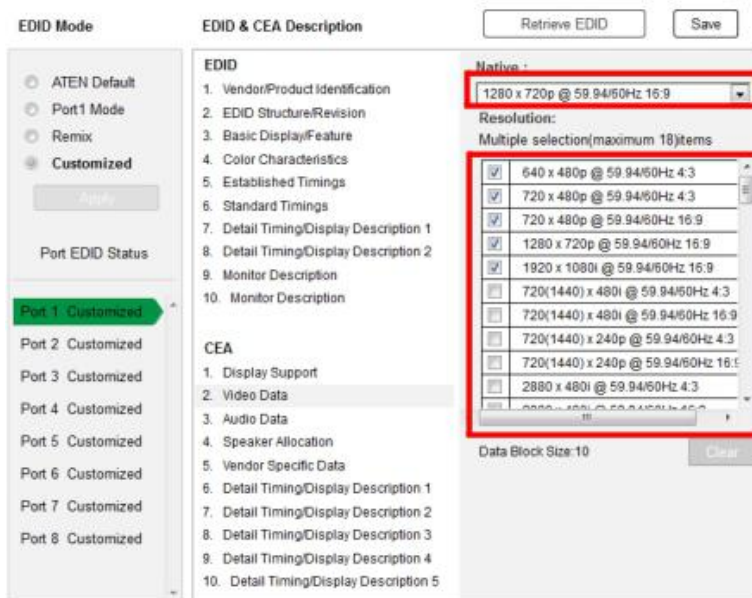 EDID Mode
EDID & CEA Description
Retrieve EDID
Save
ATEN Default
Port1 Mode
Remix
Customized
Apply
Port EDID Status
Port 1 Customized
Port 2 Customized
Port 3 Customized
Port 4 Customized
Port 5 Customized
Port 6 Customized
Port 7 Customized
Port 8 Customized
EDID
1. Vendor/Product Identification
2. EDID Structure/Revision
3. Basic Display/Feature
4. Color Characteristics
5. Established Timings
6. Standard Timings
7. Detail Timing/Display Description 1
8. Detail Timing/Display Description 2
9. Monitor Description
10. Monitor Description
CEA
1. Display Support
2. Video Data
3. Audio Data
4. Speaker Allocation
5. Vendor Specific Data
6. Detail Timing/Display Description 1
7. Detail Timing/Display Description 2
8. Detail Timing/Display Description 3
9. Detail Timing/Display Description 4
10. Detail Timing/Display Description 5
Native :
1280 x 720p @ 59.94/60Hz 16:9
Resolution:
Multiple selection(maximum 18)items
640 x 480p @ 59.94/60Hz 4:3
720 x 480p @ 59.94/60Hz 4:3
720 x 480p @ 59.94/60Hz 16:9
1280 x 720p @ 59.94/60Hz 16:9
1920 x 1080i @ 59.94/60Hz 16:9
720(1440) x 480i @ 59.94/60Hz 4:3
720(1440) x 480i @ 59.94/60Hz 16:9
720(1440) x 240p @ 59.94/60Hz 4:3
720(1440) x 240p @ 59.94/60Hz 16:9
2880 x 480i @ 59.94/60Hz 4:3
Data Block Size:10
Clear